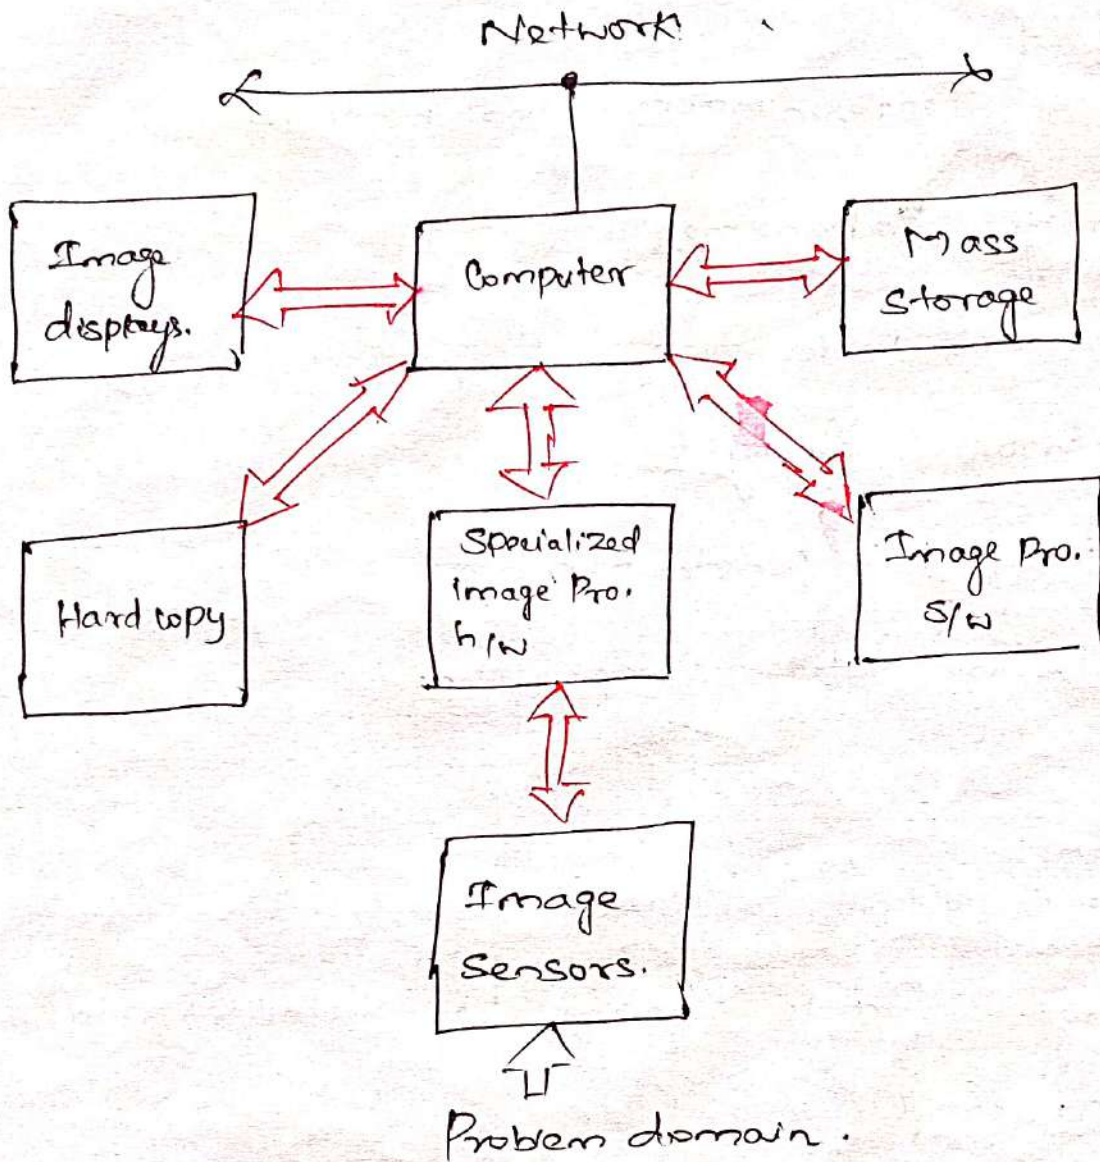 Network
Image
displays.
Computer
Mass
Storage
Hard copy
Specialized
Image Pro.
h/w
Image Pro.
S/w
Image
Sensors.
Problem domain.